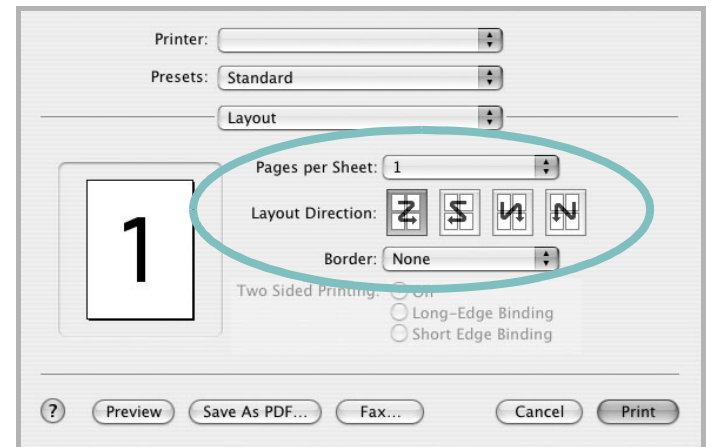 Printer:
Presets: Standard
Layout
Pages per Sheet: 1
Layout Direction:
Border: None
Two Sided Printing: Off
Long-Edge Binding
Short Edge Binding
1
? Preview Save As PDF... Fax... Cancel Print